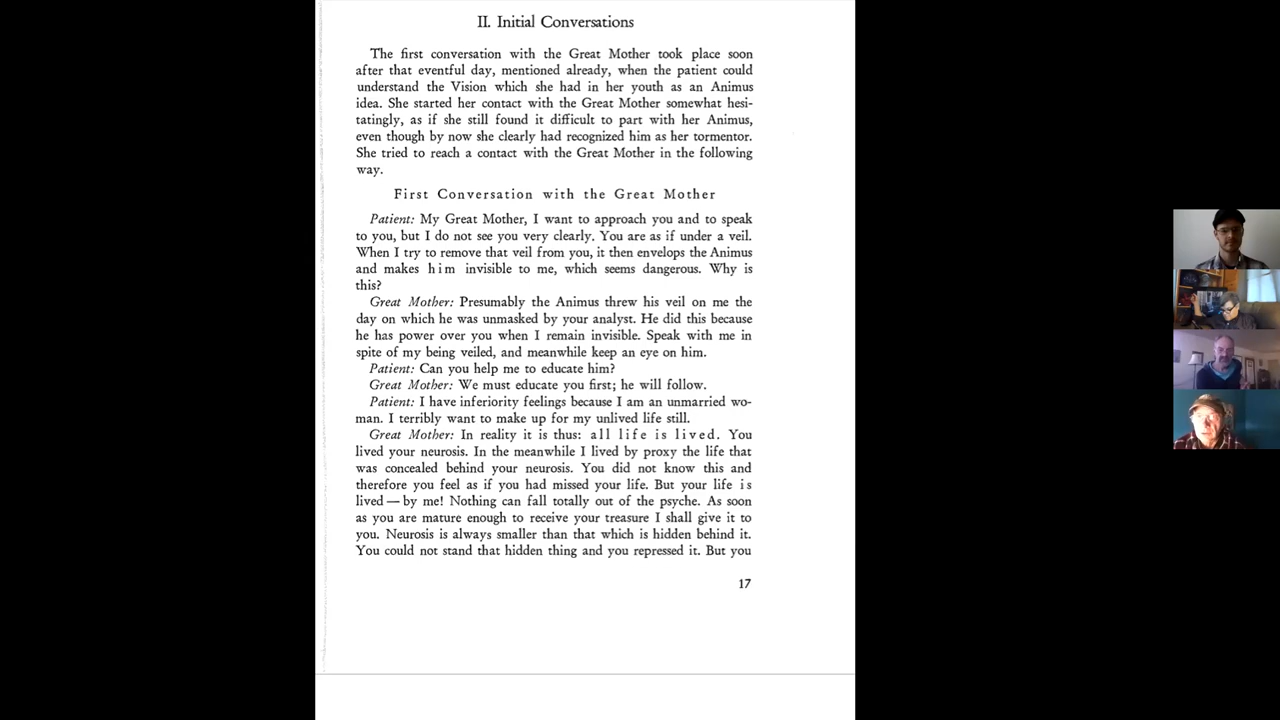 II. Initial Conversations
The first conversation with the Great Mother took place soon
after that eventful day, mentioned already, when the patient could
understand the Vision which she had in her youth as an Animus
idea. She started her contact with the Great Mother somewhat hesi-
tatingly, as if she still found it difficult to part with her Animus,
even though by now she clearly had recognized him as her tormentor.
She tried to reach a contact with the Great Mother in the following
way.
First Conversation with the Great Mother
Patient: My Great Mother, I want to approach you and to speak
to you, but I do not see you very clearly. You are as if under a veil.
When I try to remove that veil from you, it then envelops the Animus
and makes him invisible to me, which seems dangerous. Why is
this?
Great Mother: Presumably the Animus threw his veil on me the
day on which he was unmasked by your analyst. He did this because
he has power over you when I remain invisible. Speak with me in
spite of my being veiled, and meanwhile keep an eye on him.
Patient: Can you help me to educate him?
Great Mother: We must educate you first; he will follow.
Patient: I have inferiority feelings because I am an unmarried wo-
man. I terribly want to make up for my unlived life still.
Great Mother: In reality it is thus: all life is lived. You
lived your neurosis. In the meanwhile I lived by proxy the life that
was concealed behind your neurosis. You did not know this and
therefore you feel as if you had missed your life. But your life is
lived — by me! Nothing can fall totally out of the psyche. As soon
as you are mature enough to receive your treasure I shall give it to
you. Neurosis is always smaller than that which is hidden behind it.
You could not stand that hidden thing and you repressed it. But you
17